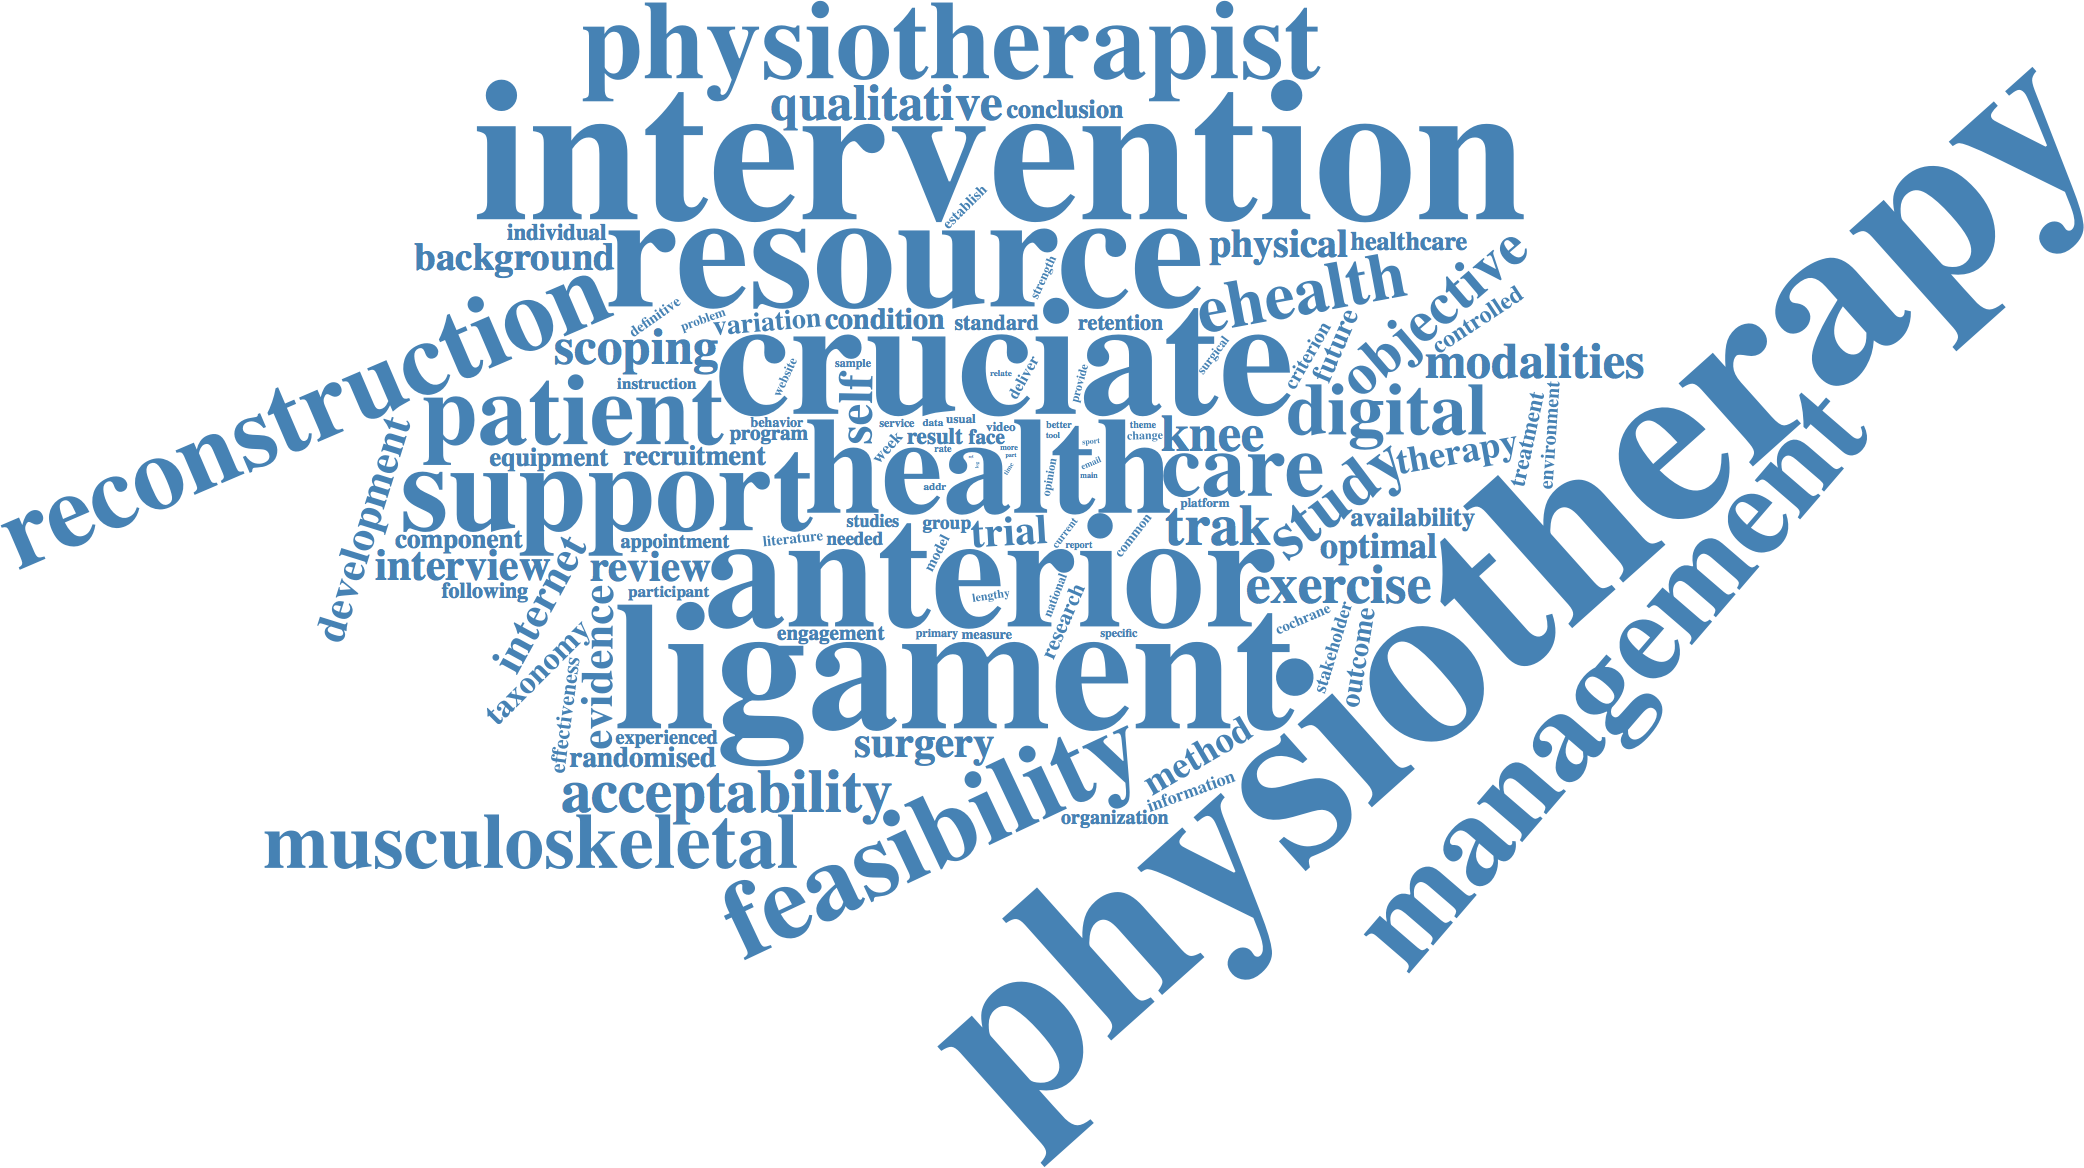 physiotherapist
qualitative
conclusion
intervention
establish
individual
resource
physical
healthcare
background
strength
ehealth
objective
reconstruction
definitive
problem
variation
condition
standard
retention
controlled
scoping
cruciate
surgical
criterion
future
modalities
website
sample
relate
deliver
provide
instruction
self
patient
digital
behavior
program
service
data
usual
video
better
tool
theme
change
sport
knee
treatment
environment
development
equipment
recruitment
week
result
face
rate
more
part
time
health
opinion
email
main
care
study
therapy
support
addr
platform
physiotherapy
management
component
appointment
literature
needed
studies
group
trial
current
report
common
trak
availability
optimal
interview
internet
review
model
anterior
exercise
following
participant
lengthy
national
research
taxonomy
evidence
engagement
primary
measure
specific
cochrane
stakeholder
outcome
effectiveness
ligament
experienced
randomised
surgery
method
information
organization
acceptability
feasibility
musculoskeletal